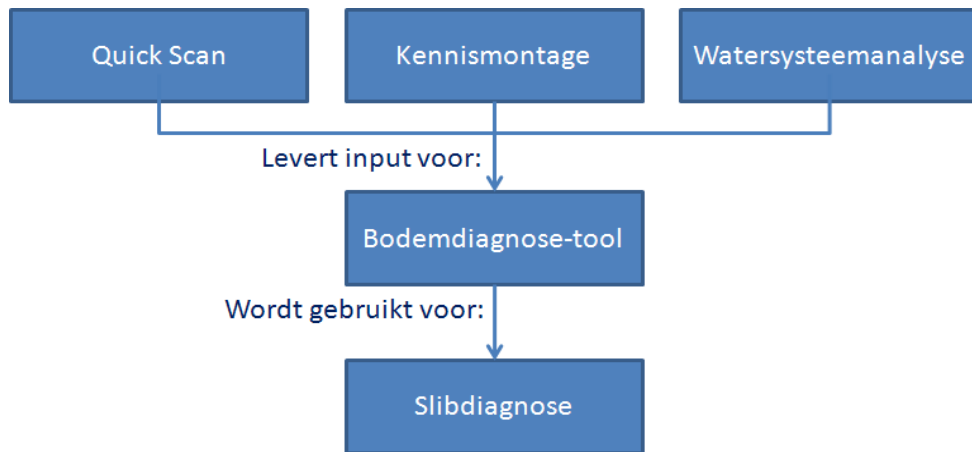 Quick Scan
Kennismontage
Watersysteemanalyse
Levert input voor:
Bodemdiagnose-tool
Wordt gebruikt voor:
Slibdiagnose